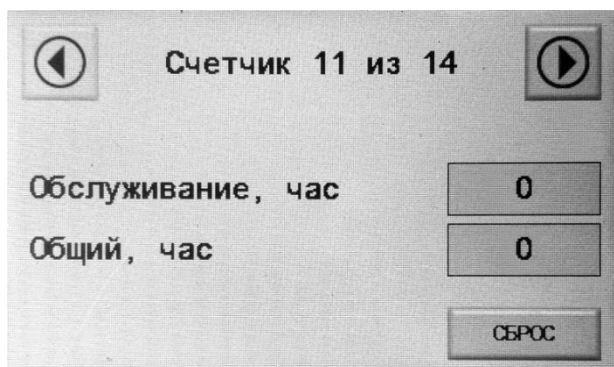 Счетчик 11 из 14
Обслуживание, час 0
Общий, час 0
СБРОС